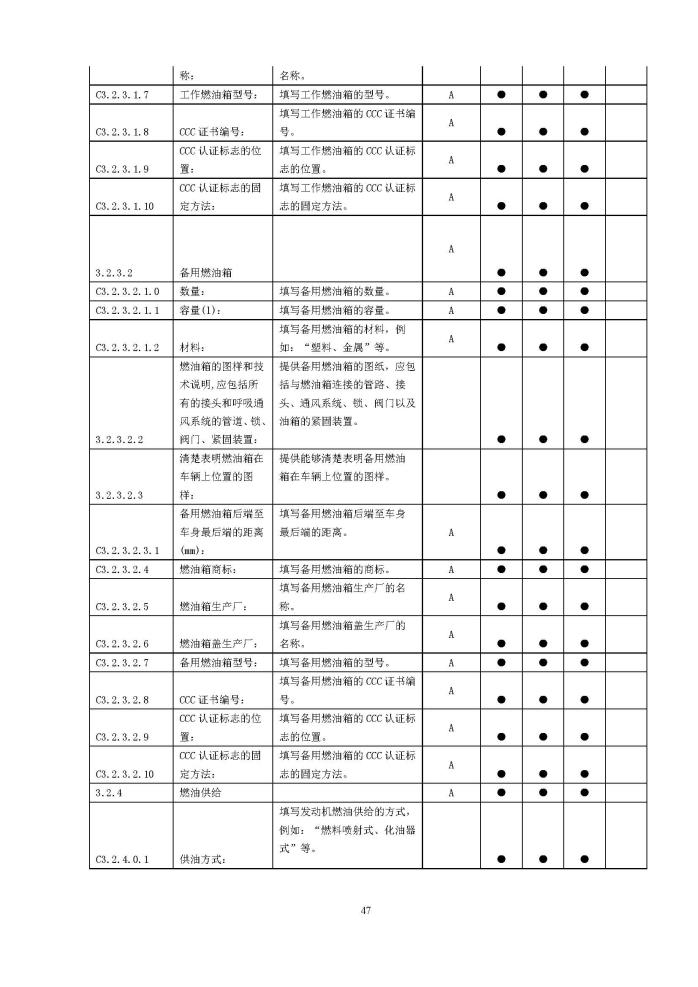 称： 名称。
C3.2.3.1.7 工作燃油箱型号： 填写工作燃油箱的型号。 A ● ● ●
填写工作燃油箱的 CCC 证书编
A
C3.2.3.1.8 CCC 证书编号： 号。 ● ● ●
CCC 认证标志的位 填写工作燃油箱的 CCC 认证标
A
C3.2.3.1.9 置： 志的位置。 ● ● ●
CCC 认证标志的固 填写工作燃油箱的 CCC 认证标
A
C3.2.3.1.10 定方法： 志的固定方法。 ● ● ●
A
3.2.3.2 备用燃油箱 ● ● ●
C3.2.3.2.1.0 数量： 填写备用燃油箱的数量。 A ● ● ●
C3.2.3.2.1.1 容量(1)： 填写备用燃油箱的容量。 A ● ● ●
填写备用燃油箱的材料，例
A
C3.2.3.2.1.2 材料： 如：“塑料、金属”等。 ● ● ●
燃油箱的图样和技 提供备用燃油箱的图纸，应包
术说明,应包括所 括与燃油箱连接的管路、接
有的接头和呼吸通 头、通风系统、锁、阀门以及
风系统的管道、锁、 油箱的紧固装置。
C3.2.3.2.2 阀门、紧固装置： ● ● ●
清楚表明燃油箱在 提供能够清楚表明备用燃油
车辆上位置的图 箱在车辆上位置的图样。
3.2.3.2.3 样： ● ● ●
备用燃油箱后端至 填写备用燃油箱后端至车身
车身最后端的距离 最后端的距离。 A
C3.2.3.2.3.1 (mm)： ● ● ●
C3.2.3.2.4 燃油箱商标： 填写备用燃油箱的商标。 A ● ● ●
填写备用燃油箱生产厂的名
A
C3.2.3.2.5 燃油箱生产厂： 称。 ● ● ●
填写备用燃油箱盖生产厂的
A
C3.2.3.2.6 燃油箱盖生产厂： 名称。 ● ● ●
C3.2.3.2.7 备用燃油箱型号： 填写备用燃油箱的型号。 A ● ● ●
填写备用燃油箱的 CCC 证书编
A
C3.2.3.2.8 CCC 证书编号： 号。 ● ● ●
CCC 认证标志的位 填写备用燃油箱的 CCC 认证标
A
C3.2.3.2.9 置： 志的位置。 ● ● ●
CCC 认证标志的固 填写备用燃油箱的 CCC 认证标
A
C3.2.3.2.10 定方法： 志的固定方法。 ● ● ●
3.2.4 燃油供给 A ● ● ●
填写发动机燃油供给的方式，
例如：“燃料喷射式、化油器
式”等。
C3.2.4.0.1 供油方式： ● ● ●
47